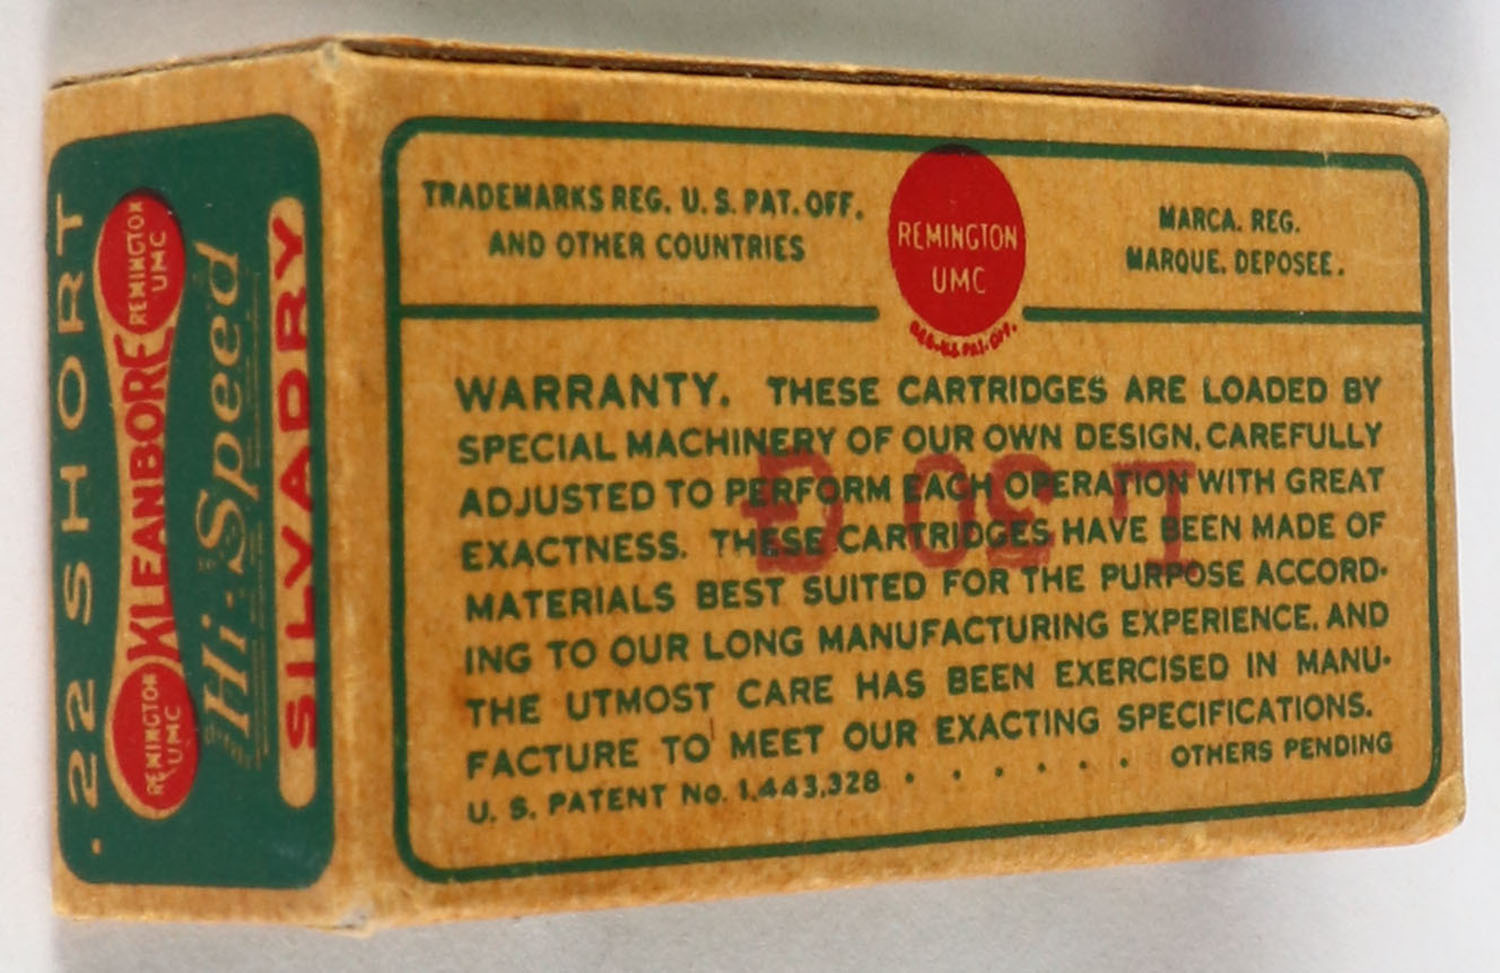 .22 SHORT
REMINGTON
UMC
KLEANBORE
REMINGTON
UMC
Hi-Speed
SILVADRY
TRADEMARKS REG. U. S. PAT. OFF.
AND OTHER COUNTRIES
REMINGTON
UMC
REG. U.S. PAT. OFF.
MARCA. REG.
MARQUE. DEPOSEE.
WARRANTY. THESE CARTRIDGES ARE LOADED BY
SPECIAL MACHINERY OF OUR OWN DESIGN, CAREFULLY
ADJUSTED TO PERFORM EACH OPERATION WITH GREAT
EXACTNESS. THESE CARTRIDGES HAVE BEEN MADE OF
MATERIALS BEST SUITED FOR THE PURPOSE ACCORD-
ING TO OUR LONG MANUFACTURING EXPERIENCE, AND
THE UTMOST CARE HAS BEEN EXERCISED IN MANU-
FACTURE TO MEET OUR EXACTING SPECIFICATIONS.
U. S. PATENT No. 1,443,328 . . . . . . OTHERS PENDING